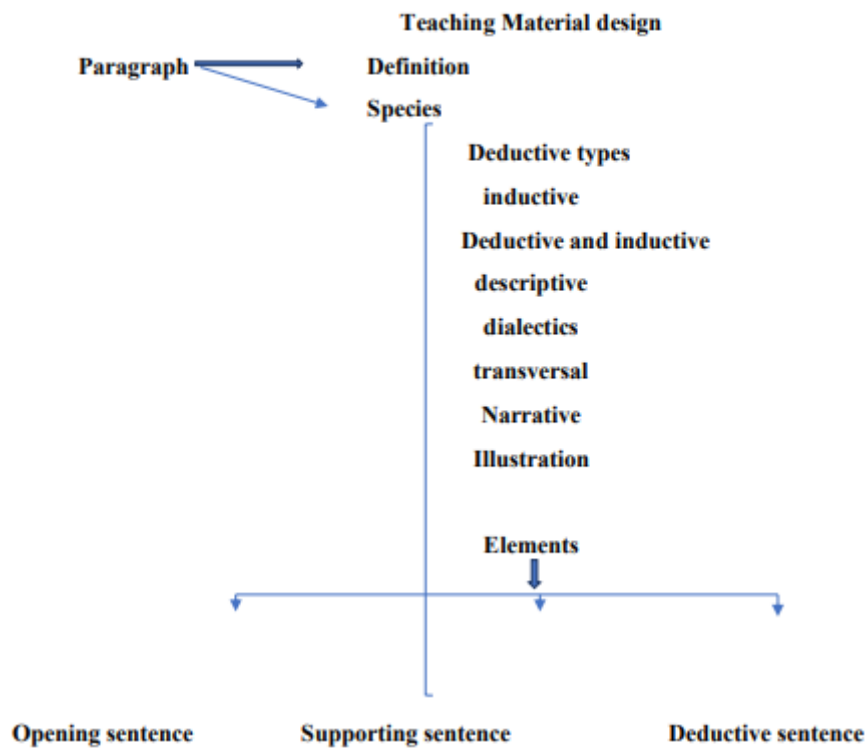 Teaching Material design
Paragraph Definition
Species
Deductive types
inductive
Deductive and inductive
descriptive
dialectics
transversal
Narrative
Illustration
Elements
Opening sentence Supporting sentence Deductive sentence